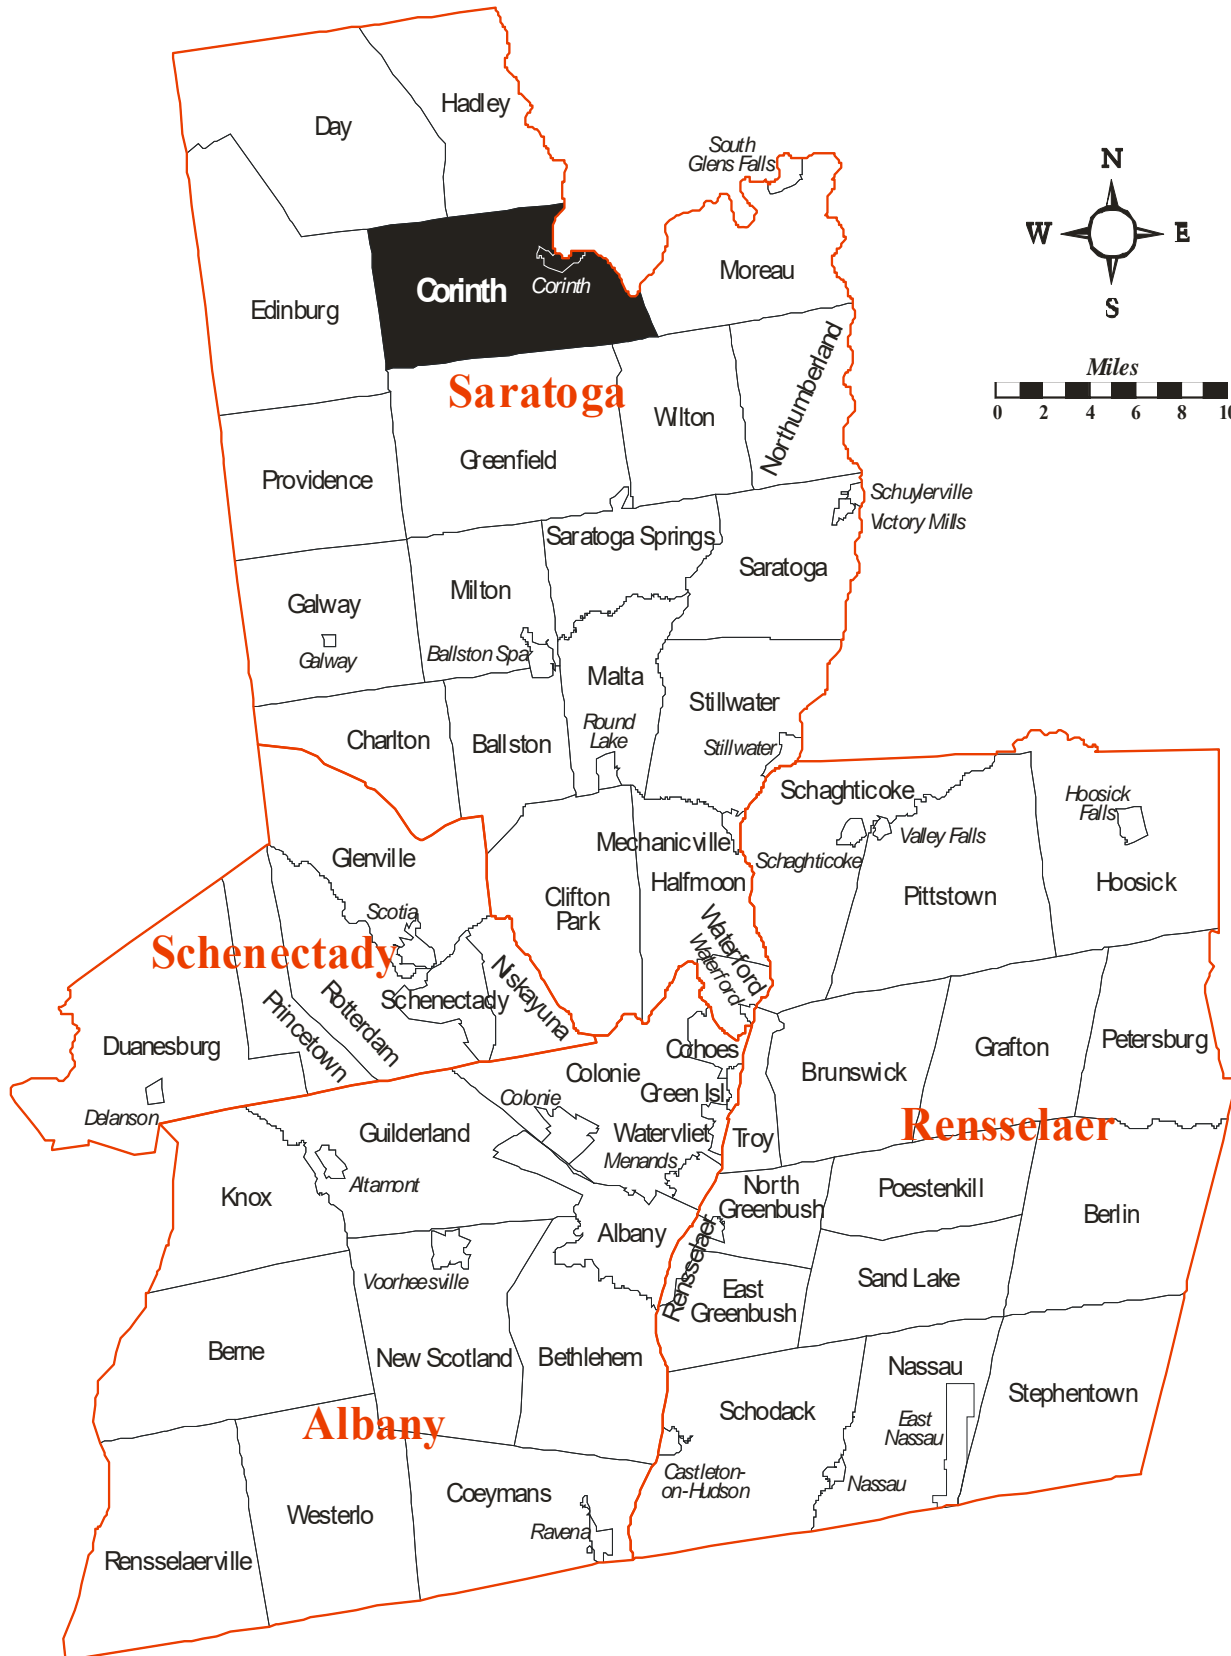 Hadley
Day
South
Glens Falls
N
W
E
S
Moreau
Corinth
Corinth
Edinburg
Miles
0 2 4 6 8 10
Saratoga
Northumberland
Wilton
Greenfield
Providence
Schuylerville
Victory Mills
Saratoga Springs
Saratoga
Milton
Galway
Galway
Ballston Spa
Malta
Stillwater
Round
Lake
Stillwater
Charlton
Ballston
Schaghticoke
Hoosick
Falls
Valley Falls
Schaghticoke
Mechanicville
Halfmoon
Glenville
Clifton
Park
Pittstown
Hoosick
Scotia
Schenectady
Waterford
Waterford
Niskayuna
Schenectady
Rotterdam
Princetown
Duanesburg
Delanson
Cohoes
Colonie
Green Isl.
Colonie
Watervliet
Menands
Guilderland
Troy
Brunswick
Grafton
Petersburg
Rensselaer
Altamont
Knox
North
Greenbush
Poestenkill
Berlin
Albany
Rensselaer
Voorheesville
Sand Lake
East
Greenbush
Berne
New Scotland
Bethlehem
Nassau
Stephentown
Schodack
East
Nassau
Albany
Castleton-
on-Hudson
Nassau
Coeymans
Westerlo
Ravena
Rensselaerville